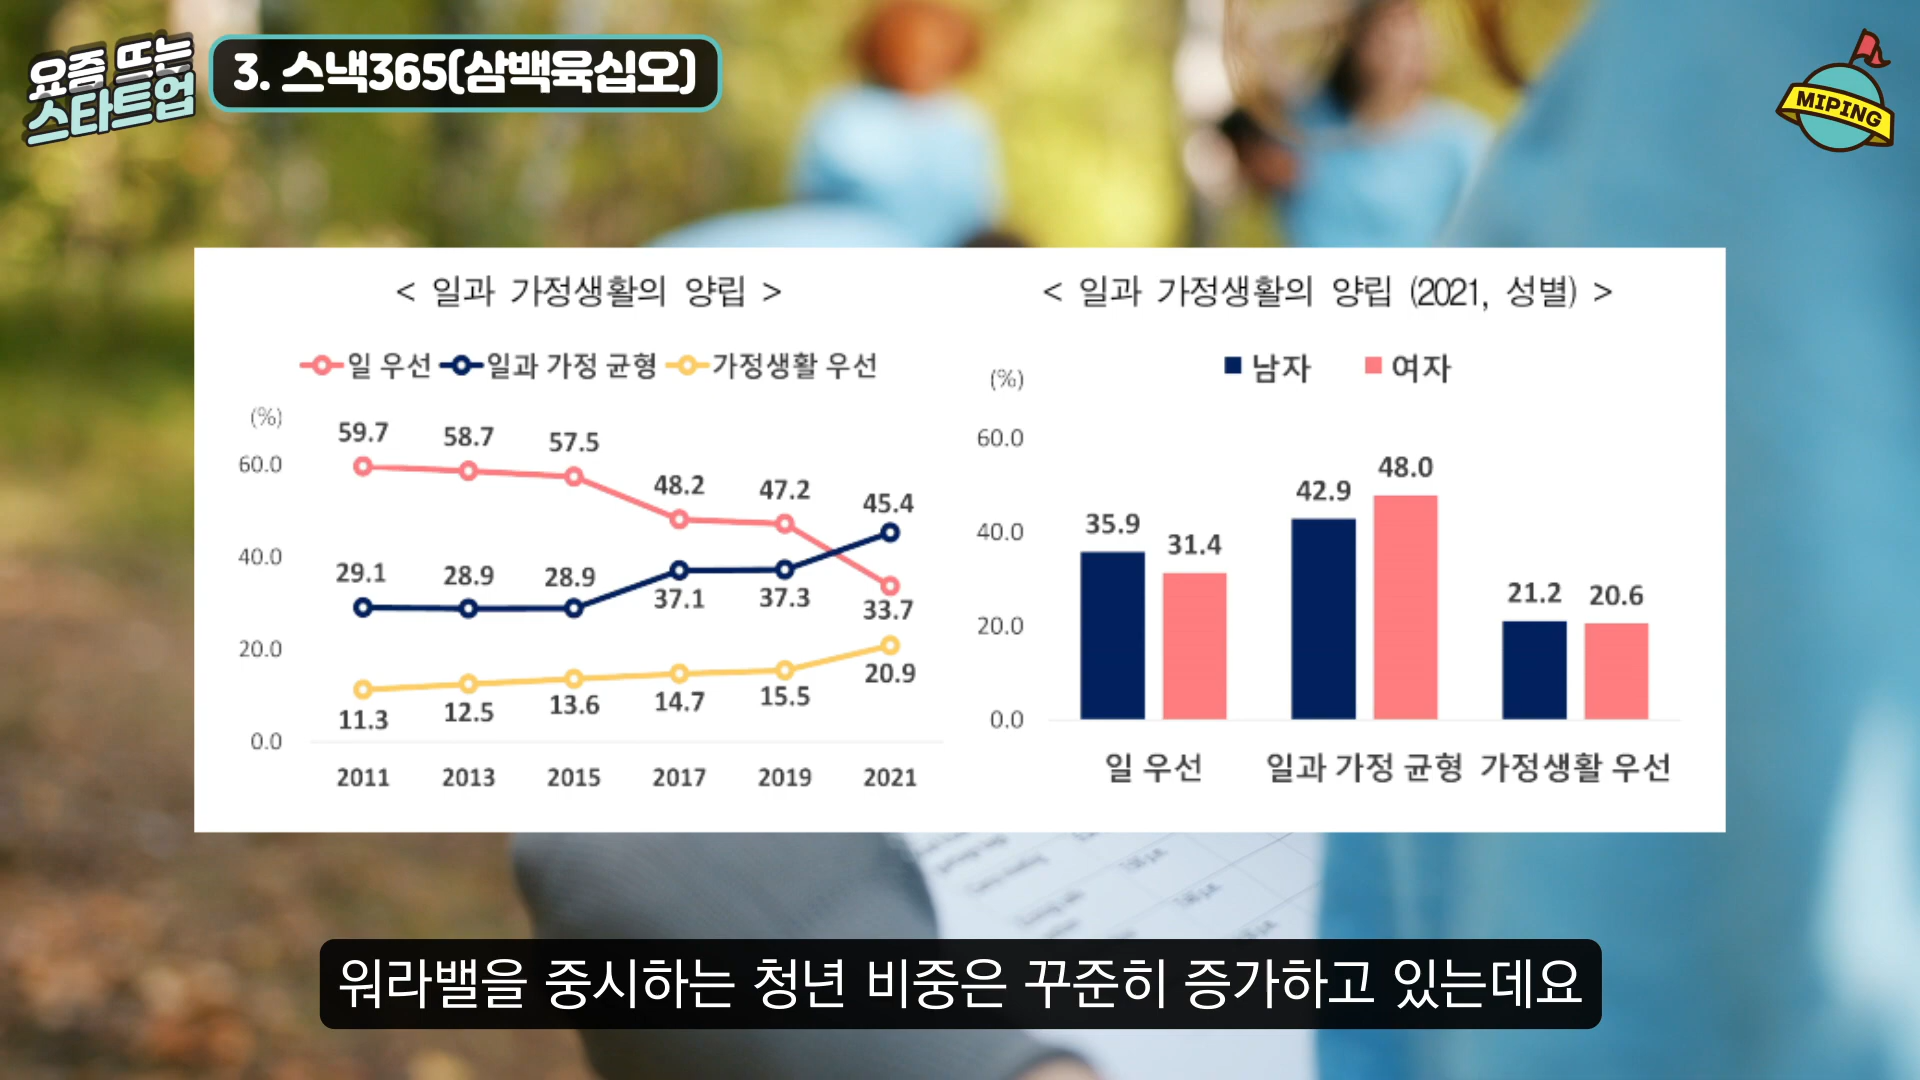 요즘 뜨는
스타트업
3. 스낵365(삼백육십오)
MIPING
< 일과 가정생활의 양립 >
일 우선 일과 가정 균형 가정생활 우선
(%)
60.0
40.0
20.0
0.0
59.7 58.7 57.5 48.2 47.2 45.4
29.1 28.9 28.9 37.1 37.3 33.7
11.3 12.5 13.6 14.7 15.5 20.9
2011 2013 2015 2017 2019 2021
< 일과 가정생활의 양립 (2021, 성별) >
남자 여자
(%)
60.0
40.0
20.0
0.0
35.9 31.4 42.9 48.0 21.2 20.6
일 우선 일과 가정 균형 가정생활 우선
워라밸을 중시하는 청년 비중은 꾸준히 증가하고 있는데요